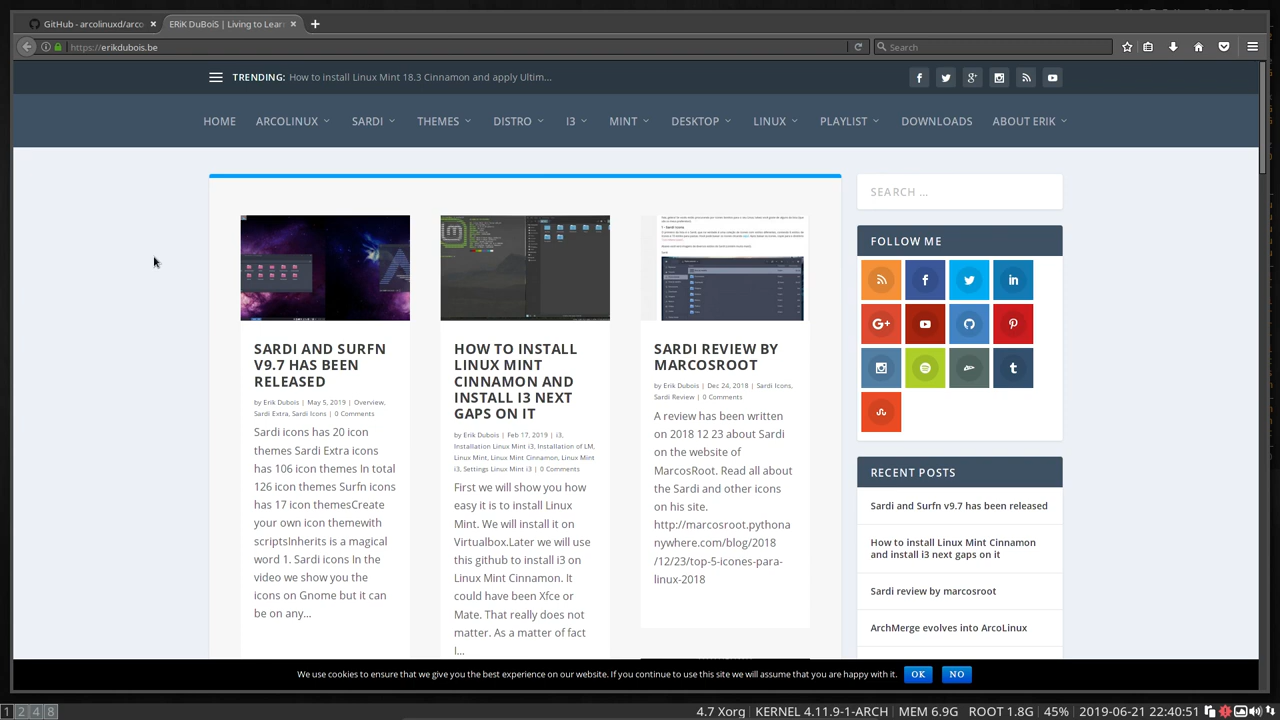 GitHub - arcolinuxd/arco
ERiK DuBoiS | Living to Lear
https://erikdubois.be
Search
TRENDING: How to install Linux Mint 18.3 Cinnamon and apply Ultim...
HOME ARCOLINUX SARDI THEMES DISTRO I3 MINT DESKTOP LINUX PLAYLIST DOWNLOADS ABOUT ERIK
SARDI AND SURFN
V9.7 HAS BEEN
RELEASED
by Erik Dubois | May 5, 2019 | Overview,
Sardi Extra, Sardi Icons | 0 Comments
Sardi icons has 20 icon
themes Sardi Extra icons
has 106 icon themes In total
126 icon themes Surfn icons
has 17 icon themesCreate
your own icon themewith
scriptsInherits is a magical
word 1. Sardi icons In the
video we show you the
icons on Gnome but it can
be on any...
HOW TO INSTALL
LINUX MINT
CINNAMON AND
INSTALL I3 NEXT
GAPS ON IT
by Erik Dubois | Feb 17, 2019 | i3,
Installation Linux Mint i3, Installation of LM,
Linux Mint, Linux Mint Cinnamon, Linux Mint
i3, Settings Linux Mint i3 | 0 Comments
First we will show you how
easy it is to install Linux
Mint. We will install it on
Virtualbox.Later we will use
this github to install i3 on
Linux Mint Cinnamon. It
could have been Xfce or
Mate. That really does not
matter. As a matter of fact
I...
SARDI REVIEW BY
MARCOSROOT
by Erik Dubois | Dec 24, 2018 | Sardi Icons,
Sardi Review | 0 Comments
A review has been written
on 2018 12 23 about Sardi
on the website of
MarcosRoot. Read all about
the Sardi and other icons
on his site.
http://marcosroot.pythona
nywhere.com/blog/2018
/12/23/top-5-icones-para-
linux-2018
SEARCH ...
FOLLOW ME
RECENT POSTS
Sardi and Surfn v9.7 has been released
How to install Linux Mint Cinnamon
and install i3 next gaps on it
Sardi review by marcosroot
ArchMerge evolves into ArcoLinux
We use cookies to ensure that we give you the best experience on our website. If you continue to use this site we will assume that you are happy with it. OK NO
1 2 4 8
4.7 Xorg KERNEL 4.11.9-1-ARCH MEM 6.9G ROOT 1.8G 45% 2019-06-21 22:40:51